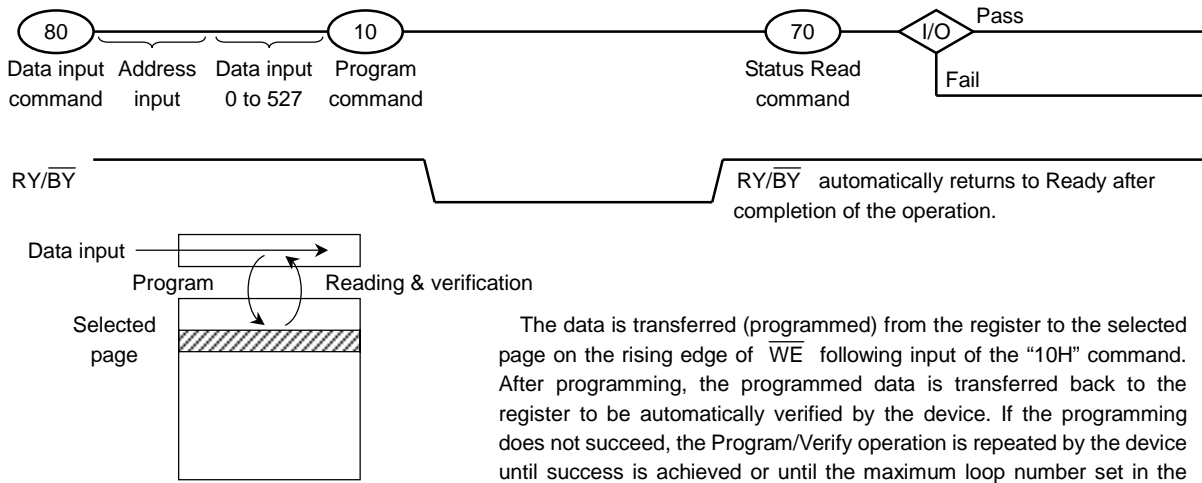 80 10 70 I/O Pass
Data input Address Data input Program Status Read
command input 0 to 527 command command Fail
RY/BY RY/BY automatically returns to Ready after
completion of the operation.
Data input
Program Reading & verification
Selected
page
The data is transferred (programmed) from the register to the selected
page on the rising edge of WE following input of the “10H” command.
After programming, the programmed data is transferred back to the
register to be automatically verified by the device. If the programming
does not succeed, the Program/Verify operation is repeated by the device
until success is achieved or until the maximum loop number set in the